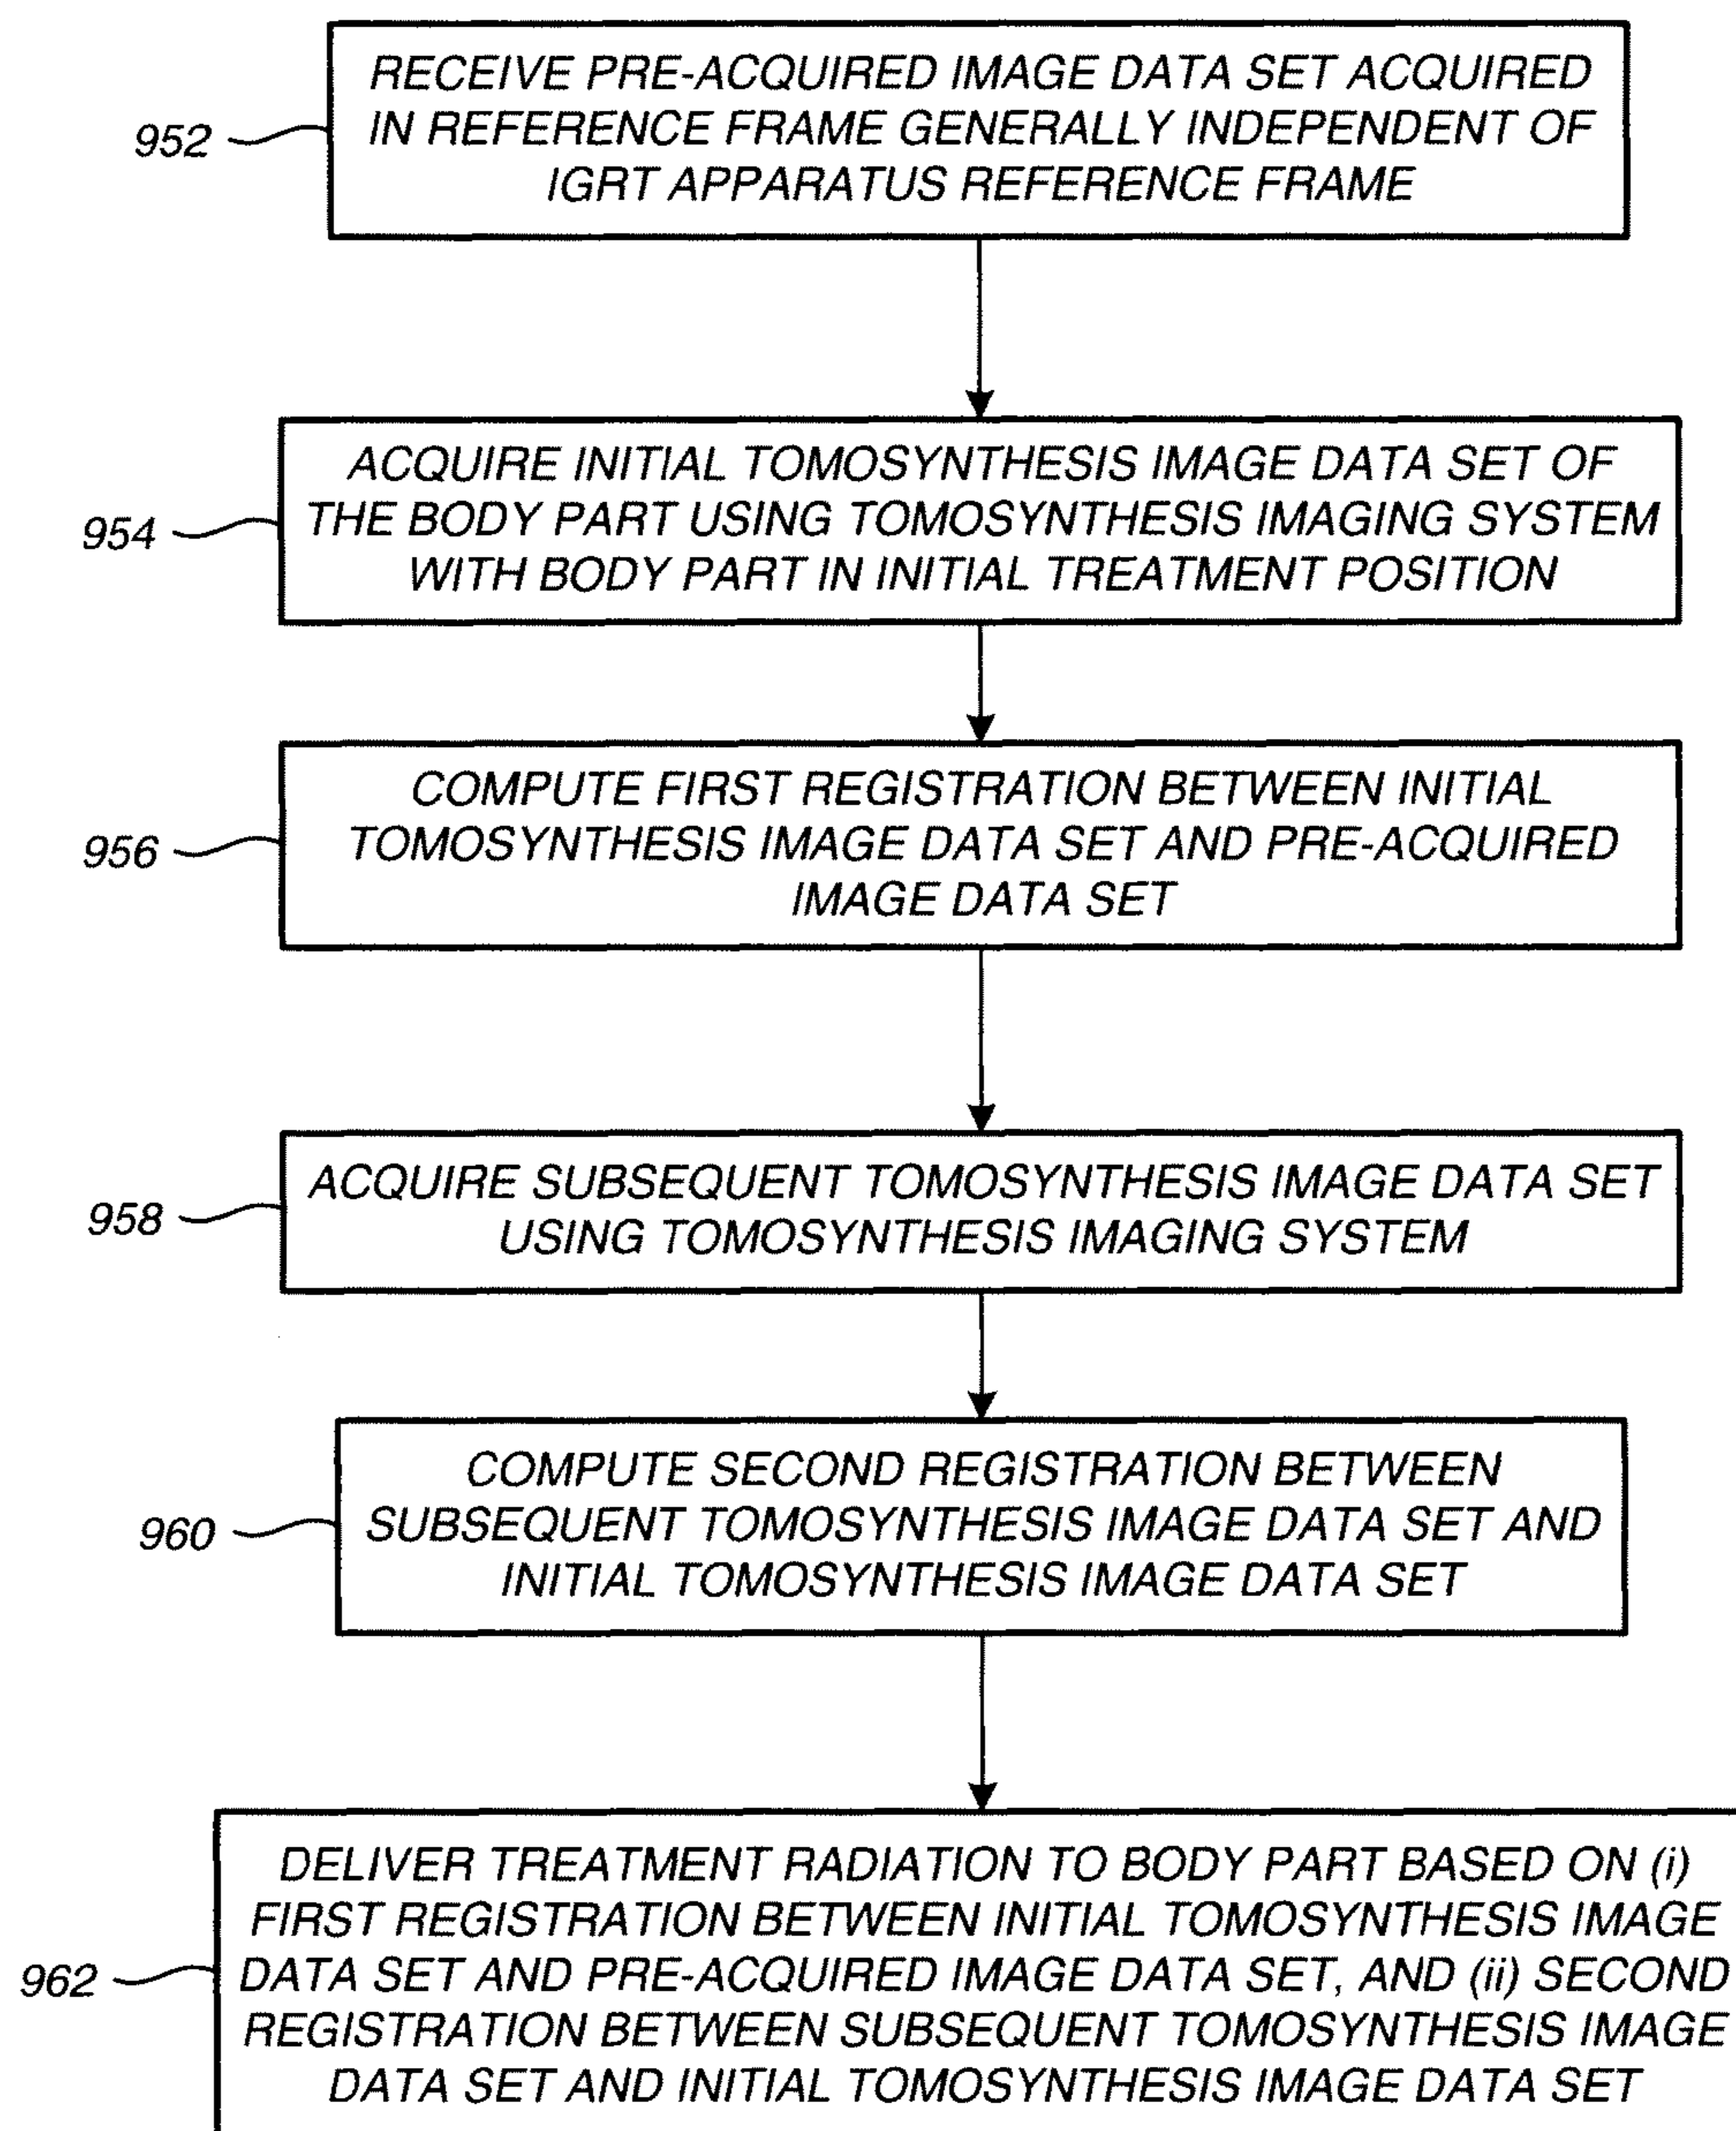 RECEIVE PRE-ACQUIRED IMAGE DATA SET ACQUIRED
IN REFERENCE FRAME GENERALLY INDEPENDENT OF
IGRT APPARATUS REFERENCE FRAME
952
ACQUIRE INITIAL TOMOSYNTHESIS IMAGE DATA SET OF
THE BODY PART USING TOMOSYNTHESIS IMAGING SYSTEM
WITH BODY PART IN INITIAL TREATMENT POSITION
954
COMPUTE FIRST REGISTRATION BETWEEN INITIAL
TOMOSYNTHESIS IMAGE DATA SET AND PRE-ACQUIRED
IMAGE DATA SET
956
ACQUIRE SUBSEQUENT TOMOSYNTHESIS IMAGE DATA SET
USING TOMOSYNTHESIS IMAGING SYSTEM
958
COMPUTE SECOND REGISTRATION BETWEEN
SUBSEQUENT TOMOSYNTHESIS IMAGE DATA SET AND
INITIAL TOMOSYNTHESIS IMAGE DATA SET
960
DELIVER TREATMENT RADIATION TO BODY PART BASED ON (i)
FIRST REGISTRATION BETWEEN INITIAL TOMOSYNTHESIS IMAGE
DATA SET AND PRE-ACQUIRED IMAGE DATA SET, AND (ii) SECOND
REGISTRATION BETWEEN SUBSEQUENT TOMOSYNTHESIS IMAGE
DATA SET AND INITIAL TOMOSYNTHESIS IMAGE DATA SET
962